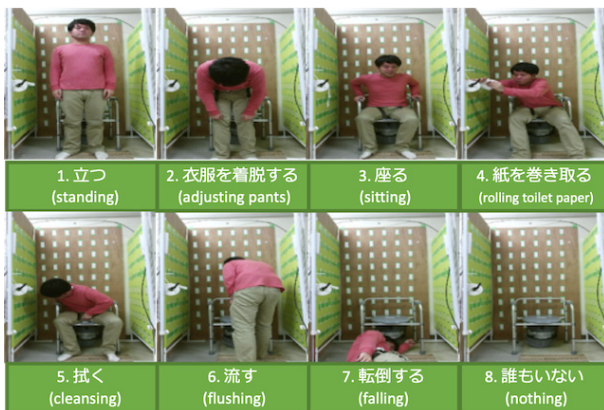 1. 立つ
(standing)
2. 衣服を着脱する
(adjusting pants)
3. 座る
(sitting)
4. 紙を巻き取る
(rolling toilet paper)
5. 拭く
(cleansing)
6. 流す
(flushing)
7. 転倒する
(falling)
8. 誰もいない
(nothing)